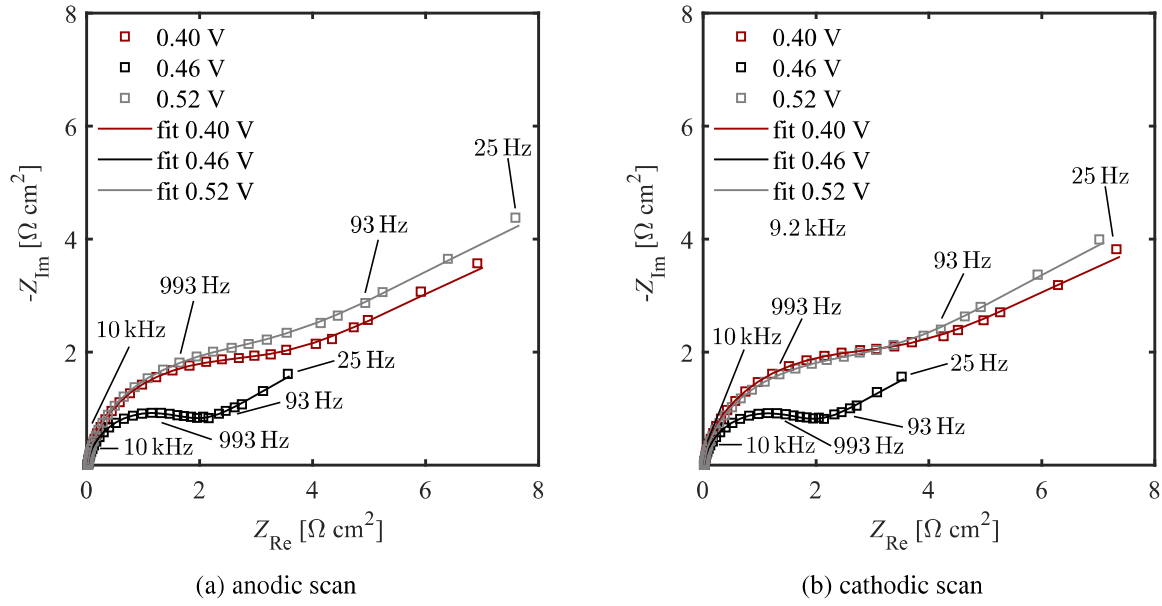 8
6
4
2
0
0 2 4 6 8
-Z_Im [Ω cm²]
Z_Re [Ω cm²]
0.40 V
0.46 V
0.52 V
fit 0.40 V
fit 0.46 V
fit 0.52 V
25 Hz
93 Hz
993 Hz
10 kHz
25 Hz
93 Hz
993 Hz
10 kHz
(a) anodic scan
8
6
4
2
0
0 2 4 6 8
-Z_Im [Ω cm²]
Z_Re [Ω cm²]
0.40 V
0.46 V
0.52 V
fit 0.40 V
fit 0.46 V
fit 0.52 V
9.2 kHz
25 Hz
93 Hz
993 Hz
10 kHz
25 Hz
93 Hz
993 Hz
10 kHz
(b) cathodic scan